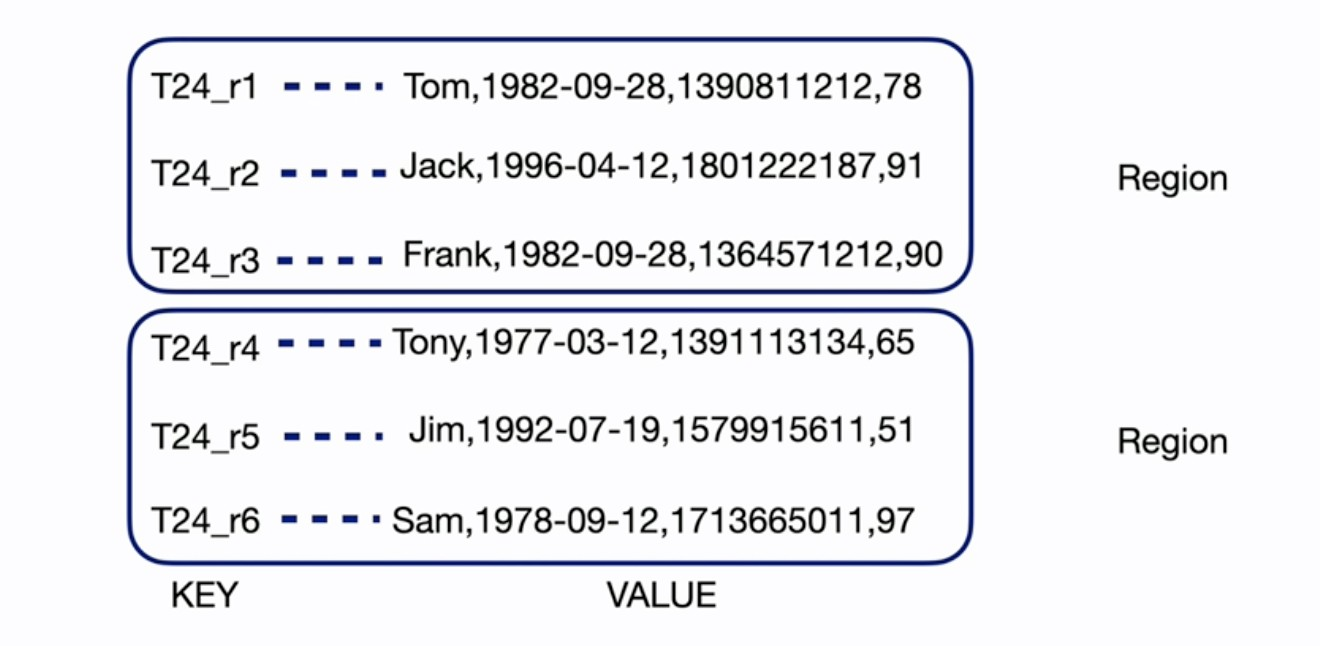 T24_r1 Tom,1982-09-28,1390811212,78
T24_r2 Jack,1996-04-12,1801222187,91
Region
T24_r3 Frank,1982-09-28,1364571212,90
T24_r4 Tony,1977-03-12,1391113134,65
T24_r5 Jim,1992-07-19,1579915611,51
Region
T24_r6 Sam,1978-09-12,1713665011,97
KEY VALUE